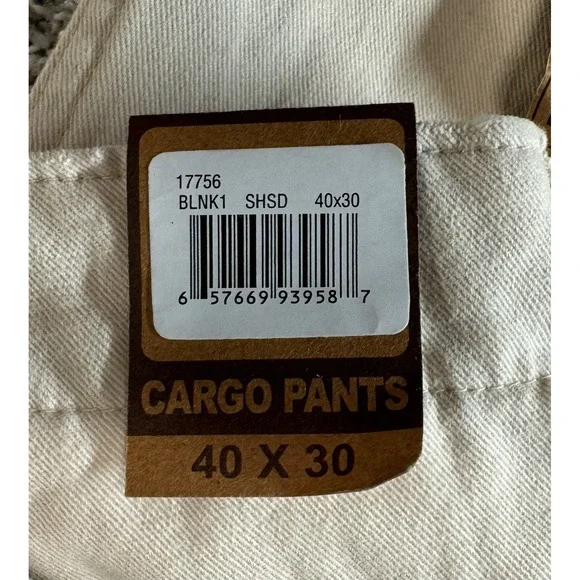 17756
BLNK1 SHSD 40x30
6 57669 93958 7
CARGO PANTS
40 X 30